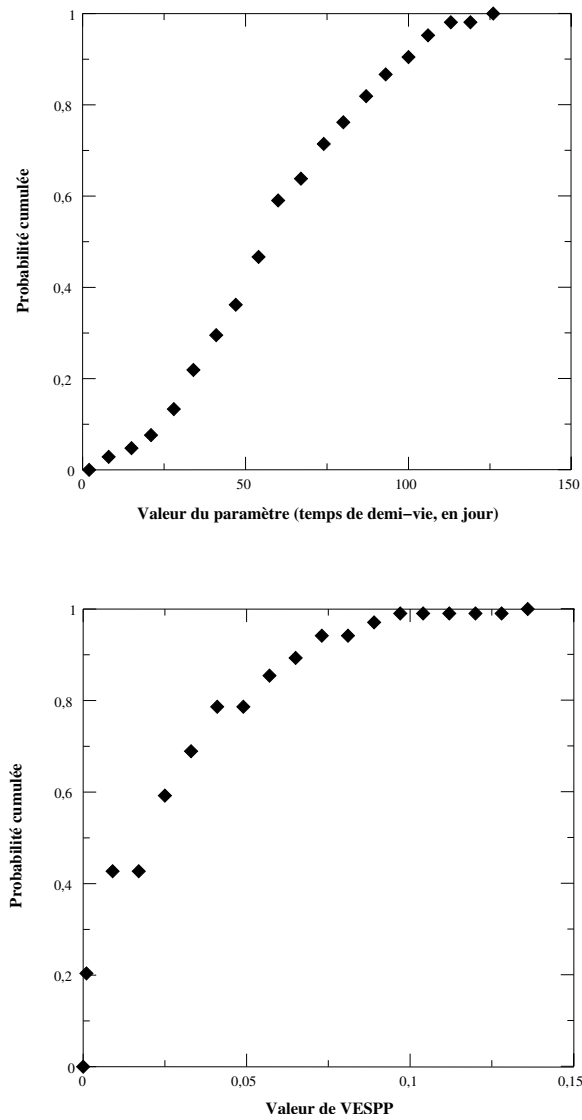 1
0,8
0,6
0,4
0,2
0
Probabilité cumulée
0 50 100 150
Valeur du paramètre (temps de demi−vie, en jour)
1
0,8
0,6
0,4
0,2
0
Probabilité cumulée
0 0,05 0,1 0,15
Valeur de VESPP